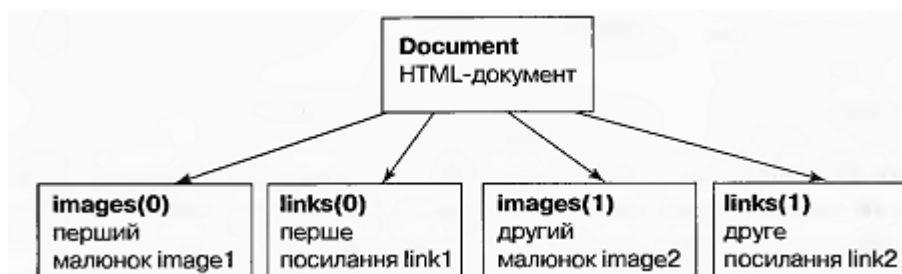 Document
HTML-документ
images(0)
перший
малюнок image1
links(0)
перше
посилання link1
images(1)
другий
малюнок image2
links(1)
друге
посилання link2